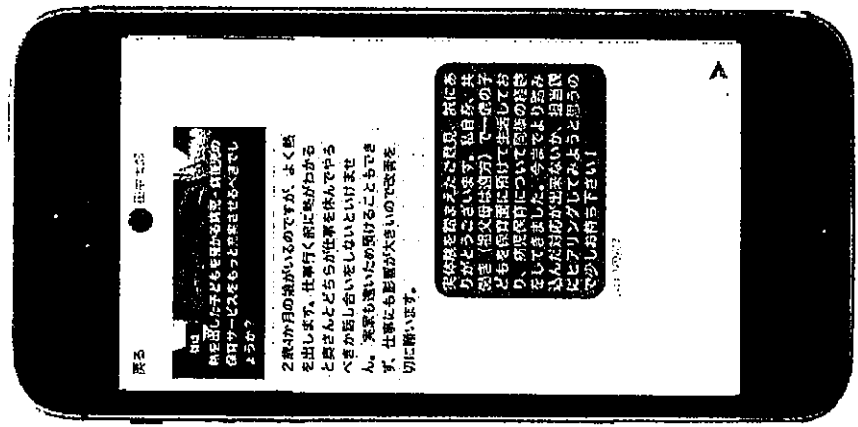 戻る
熱を出した子どもを預かる病児・病後児の
保育サービスをもっと充実させるべきでし
ょうか?
2歳4か月の娘がいるのですが、よく熱
を出します。仕事行く前に熱がわかる
と奥さんとどちらが仕事を休んでやる
べきか話し合いをしないといけませ
ん。実家も遠いため預けることもでき
ず、仕事にも影響が大きいので改善を
切に願います。
実体験を踏まえたご意見、誠にあ
りがとうございます。私自身、共
働き(祖父母は遠方)で一歳の子
どもを保育園に預けて生活してお
り、病児保育について同様の経験
をしてきました。今まで
より踏み
込んだ対応が出来ないか、担当課
だヒアリングしてみようと思うの
で少しお待ち下さい!